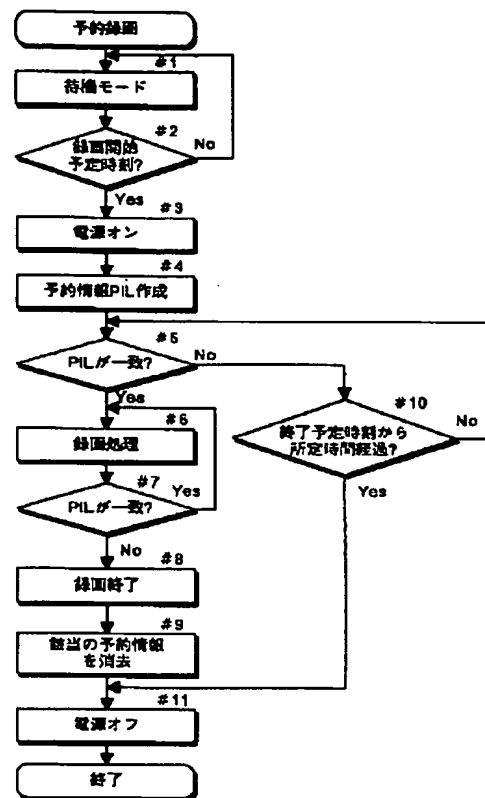 予約録画
#1
待機モード
#2
録画開始
予定時刻?
No
Yes
#3
電源オン
#4
予約情報PIL作成
#5
PILが一致?
No
Yes
#6
録画処理
#7
PILが一致?
Yes
No
#8
録画終了
#9
該当の予約情報
を消去
#10
終了予定時刻から
所定時間経過?
No
Yes
#11
電源オフ
終了